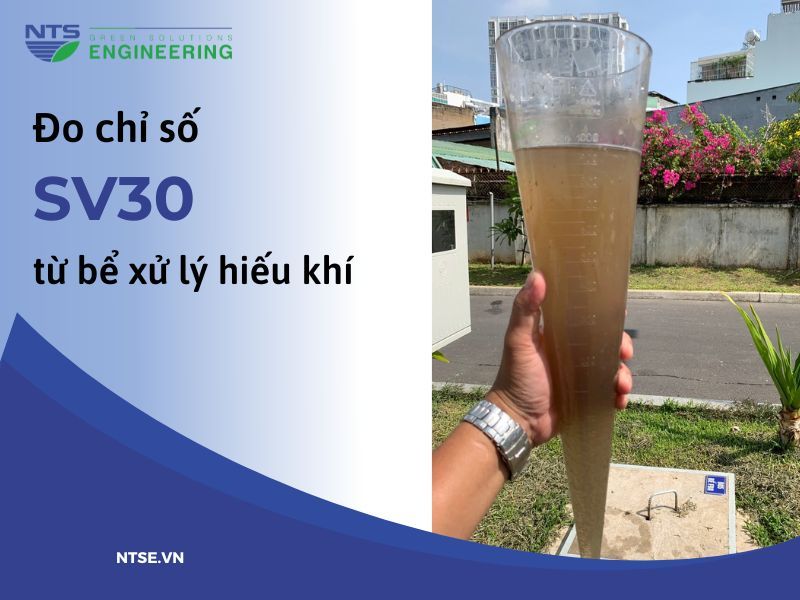 NTS
GREEN SOLUTIONS
ENGINEERING
Đo chỉ số
SV30
từ bể xử lý hiếu khí
NTSE.VN